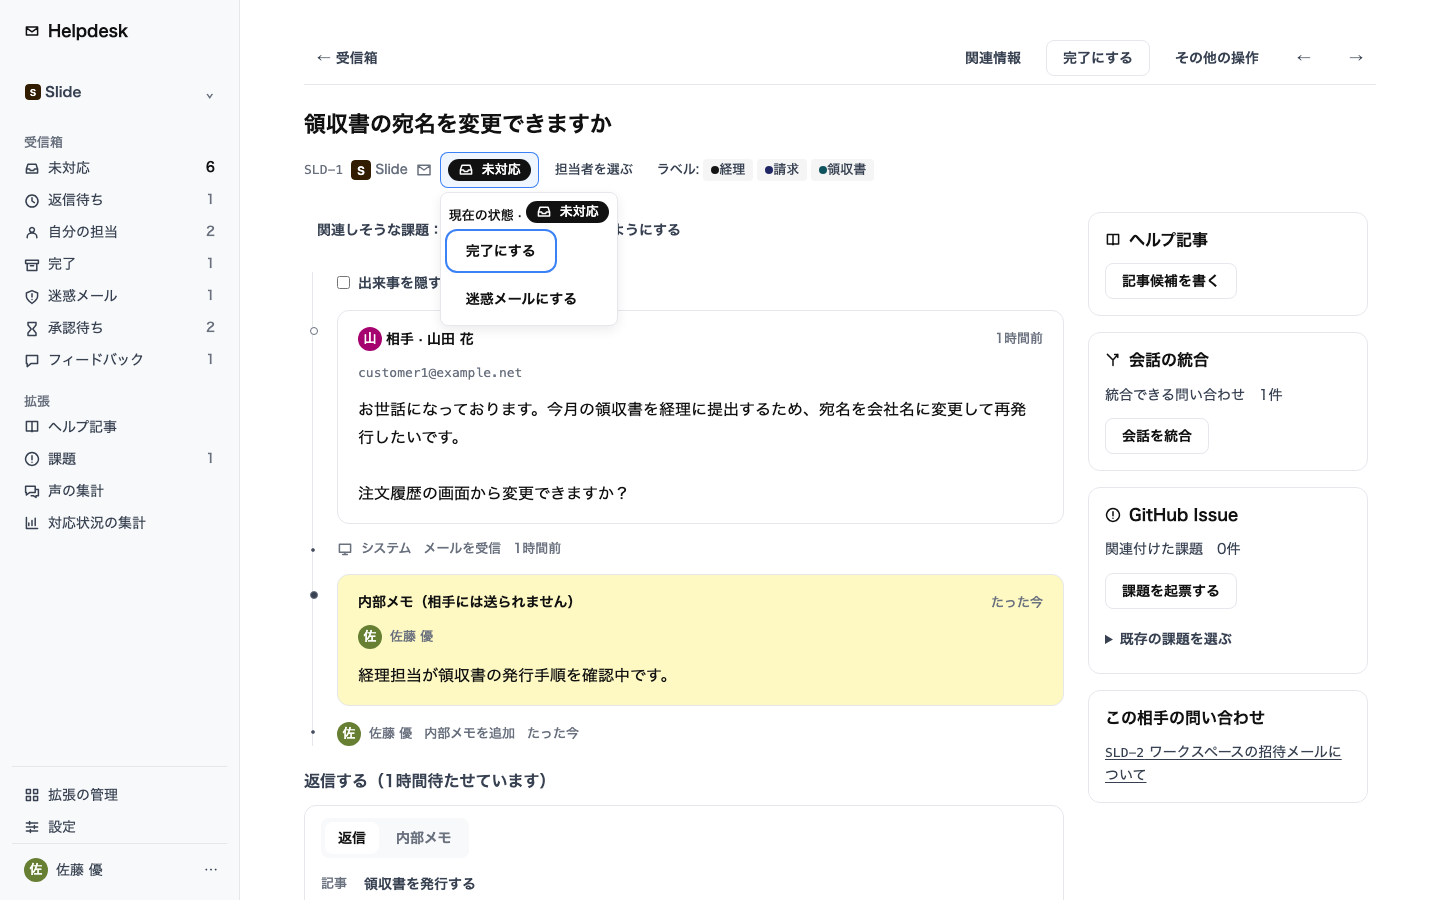 Helpdesk
S Slide
受信箱
未対応 6
返信待ち 1
自分の担当 2
完了 1
迷惑メール 1
承認待ち 2
フィードバック 1
拡張
ヘルプ記事
課題 1
声の集計
対応状況の集計
拡張の管理
設定
佐 佐藤 優 …
← 受信箱
関連情報 完了にする その他の操作 ← →
領収書の宛名を変更できますか
SLD-1 S Slide 未対応 担当者を選ぶ ラベル: 経理 請求 領収書
現在の状態 · 未対応
完了にする
迷惑メールにする
関連しそうな課題： ようにする
出来事を隠す
山 相手 · 山田 花 1時間前
customer1@example.net
お世話になっております。今月の領収書を経理に提出するため、宛名を会社名に変更して再発
行したいです。
注文履歴の画面から変更できますか？
システム メールを受信 1時間前
内部メモ（相手には送られません） たった今
佐 佐藤 優
経理担当が領収書の発行手順を確認中です。
佐 佐藤 優 内部メモを追加 たった今
返信する（1時間待たせています）
返信 内部メモ
記事 領収書を発行する
ヘルプ記事
記事候補を書く
会話の統合
統合できる問い合わせ 1件
会話を統合
GitHub Issue
関連付けた課題 0件
課題を起票する
▶ 既存の課題を選ぶ
この相手の問い合わせ
SLD-2 ワークスペースの招待メールに
ついて